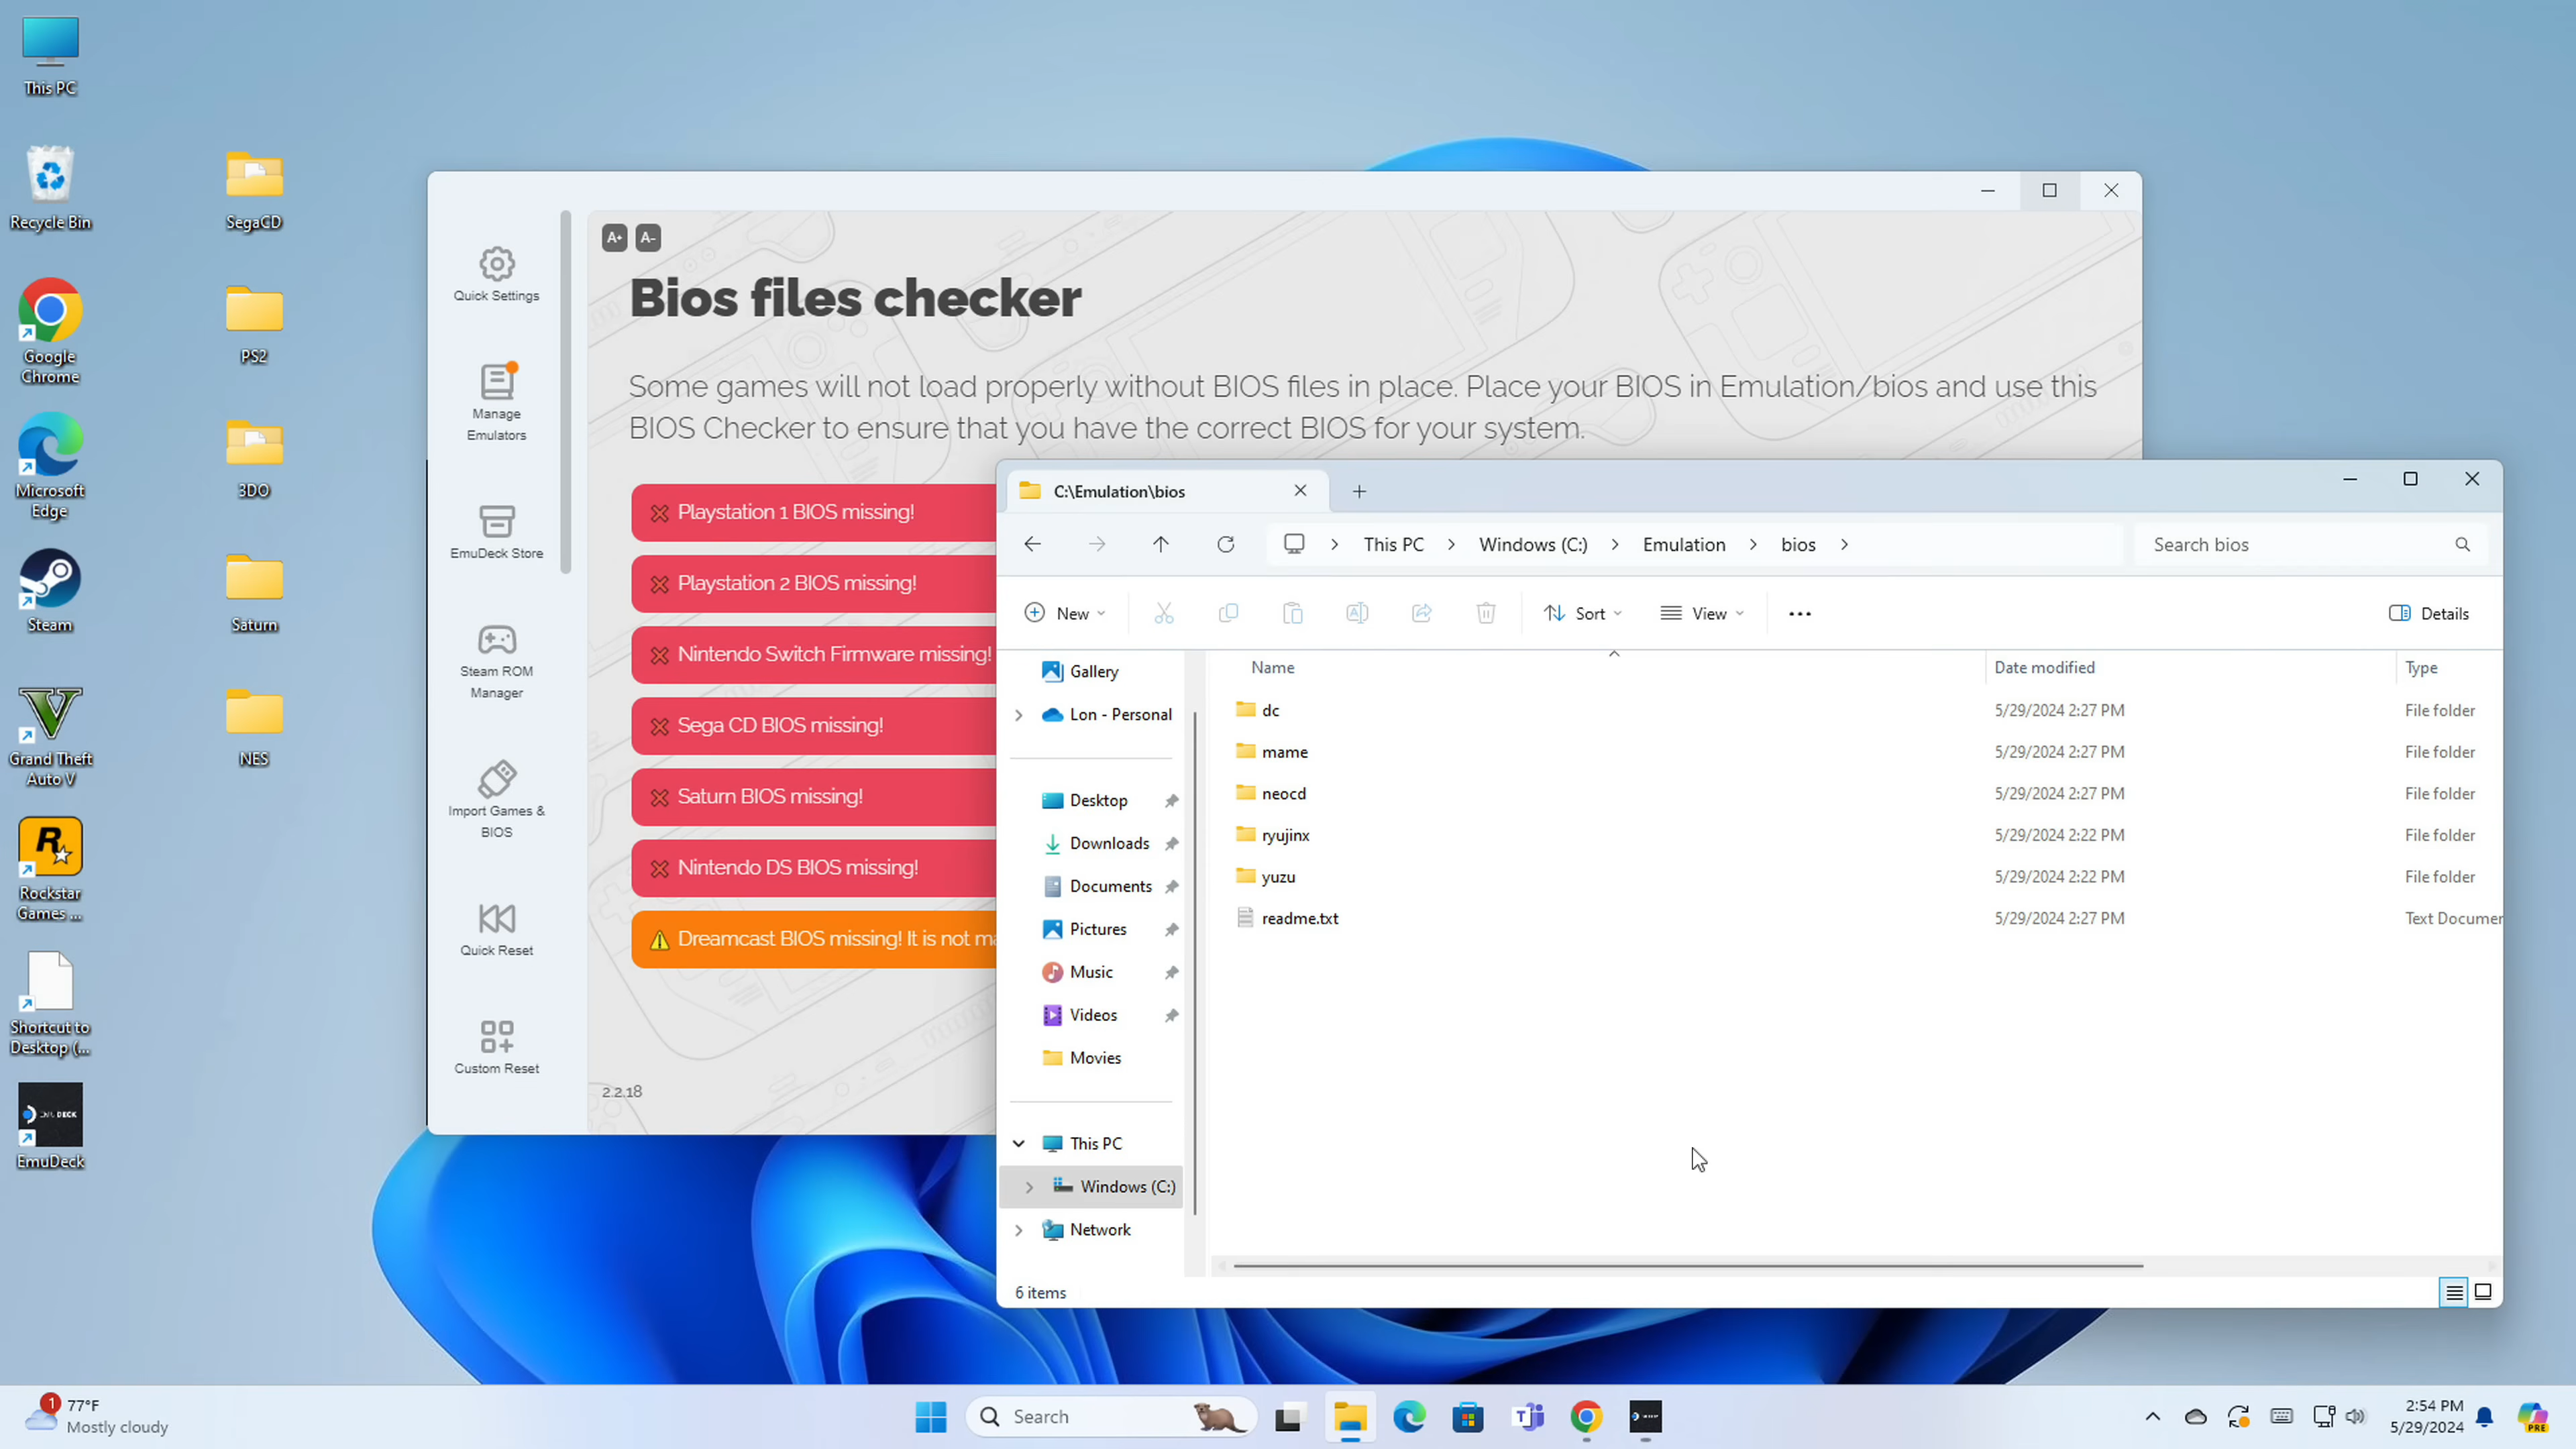 This PC
Recycle Bin
SegaCD
Google
Chrome
PS2
Microsoft
Edge
3DO
Steam
Saturn
Grand Theft
Auto V
NES
Rockstar
Games ...
Shortcut to
Desktop (...
EmuDeck
Quick Settings
Manage
Emulators
EmuDeck Store
Steam ROM
Manager
Import Games &
BIOS
Quick Reset
Custom Reset
A+ A-
Bios files checker
Some games will not load properly without BIOS files in place. Place your BIOS in Emulation/bios and use this
BIOS Checker to ensure that you have the correct BIOS for your system.
Playstation 1 BIOS missing!
Playstation 2 BIOS missing!
Nintendo Switch Firmware missing!
Sega CD BIOS missing!
Saturn BIOS missing!
Nintendo DS BIOS missing!
Dreamcast BIOS missing! It is not ma
2.2.18
C:\Emulation\bios
This PC > Windows (C:) > Emulation > bios >
Search bios
New
Sort
View
Details
Gallery
Lon - Personal
Desktop
Downloads
Documents
Pictures
Music
Videos
Movies
This PC
Windows (C:)
Network
Name Date modified Type
dc 5/29/2024 2:27 PM File folder
mame 5/29/2024 2:27 PM File folder
neocd 5/29/2024 2:27 PM File folder
ryujinx 5/29/2024 2:22 PM File folder
yuzu 5/29/2024 2:22 PM File folder
readme.txt 5/29/2024 2:27 PM Text Documer
6 items
1
77°F
Mostly cloudy
Search
2:54 PM
5/29/2024
PRE